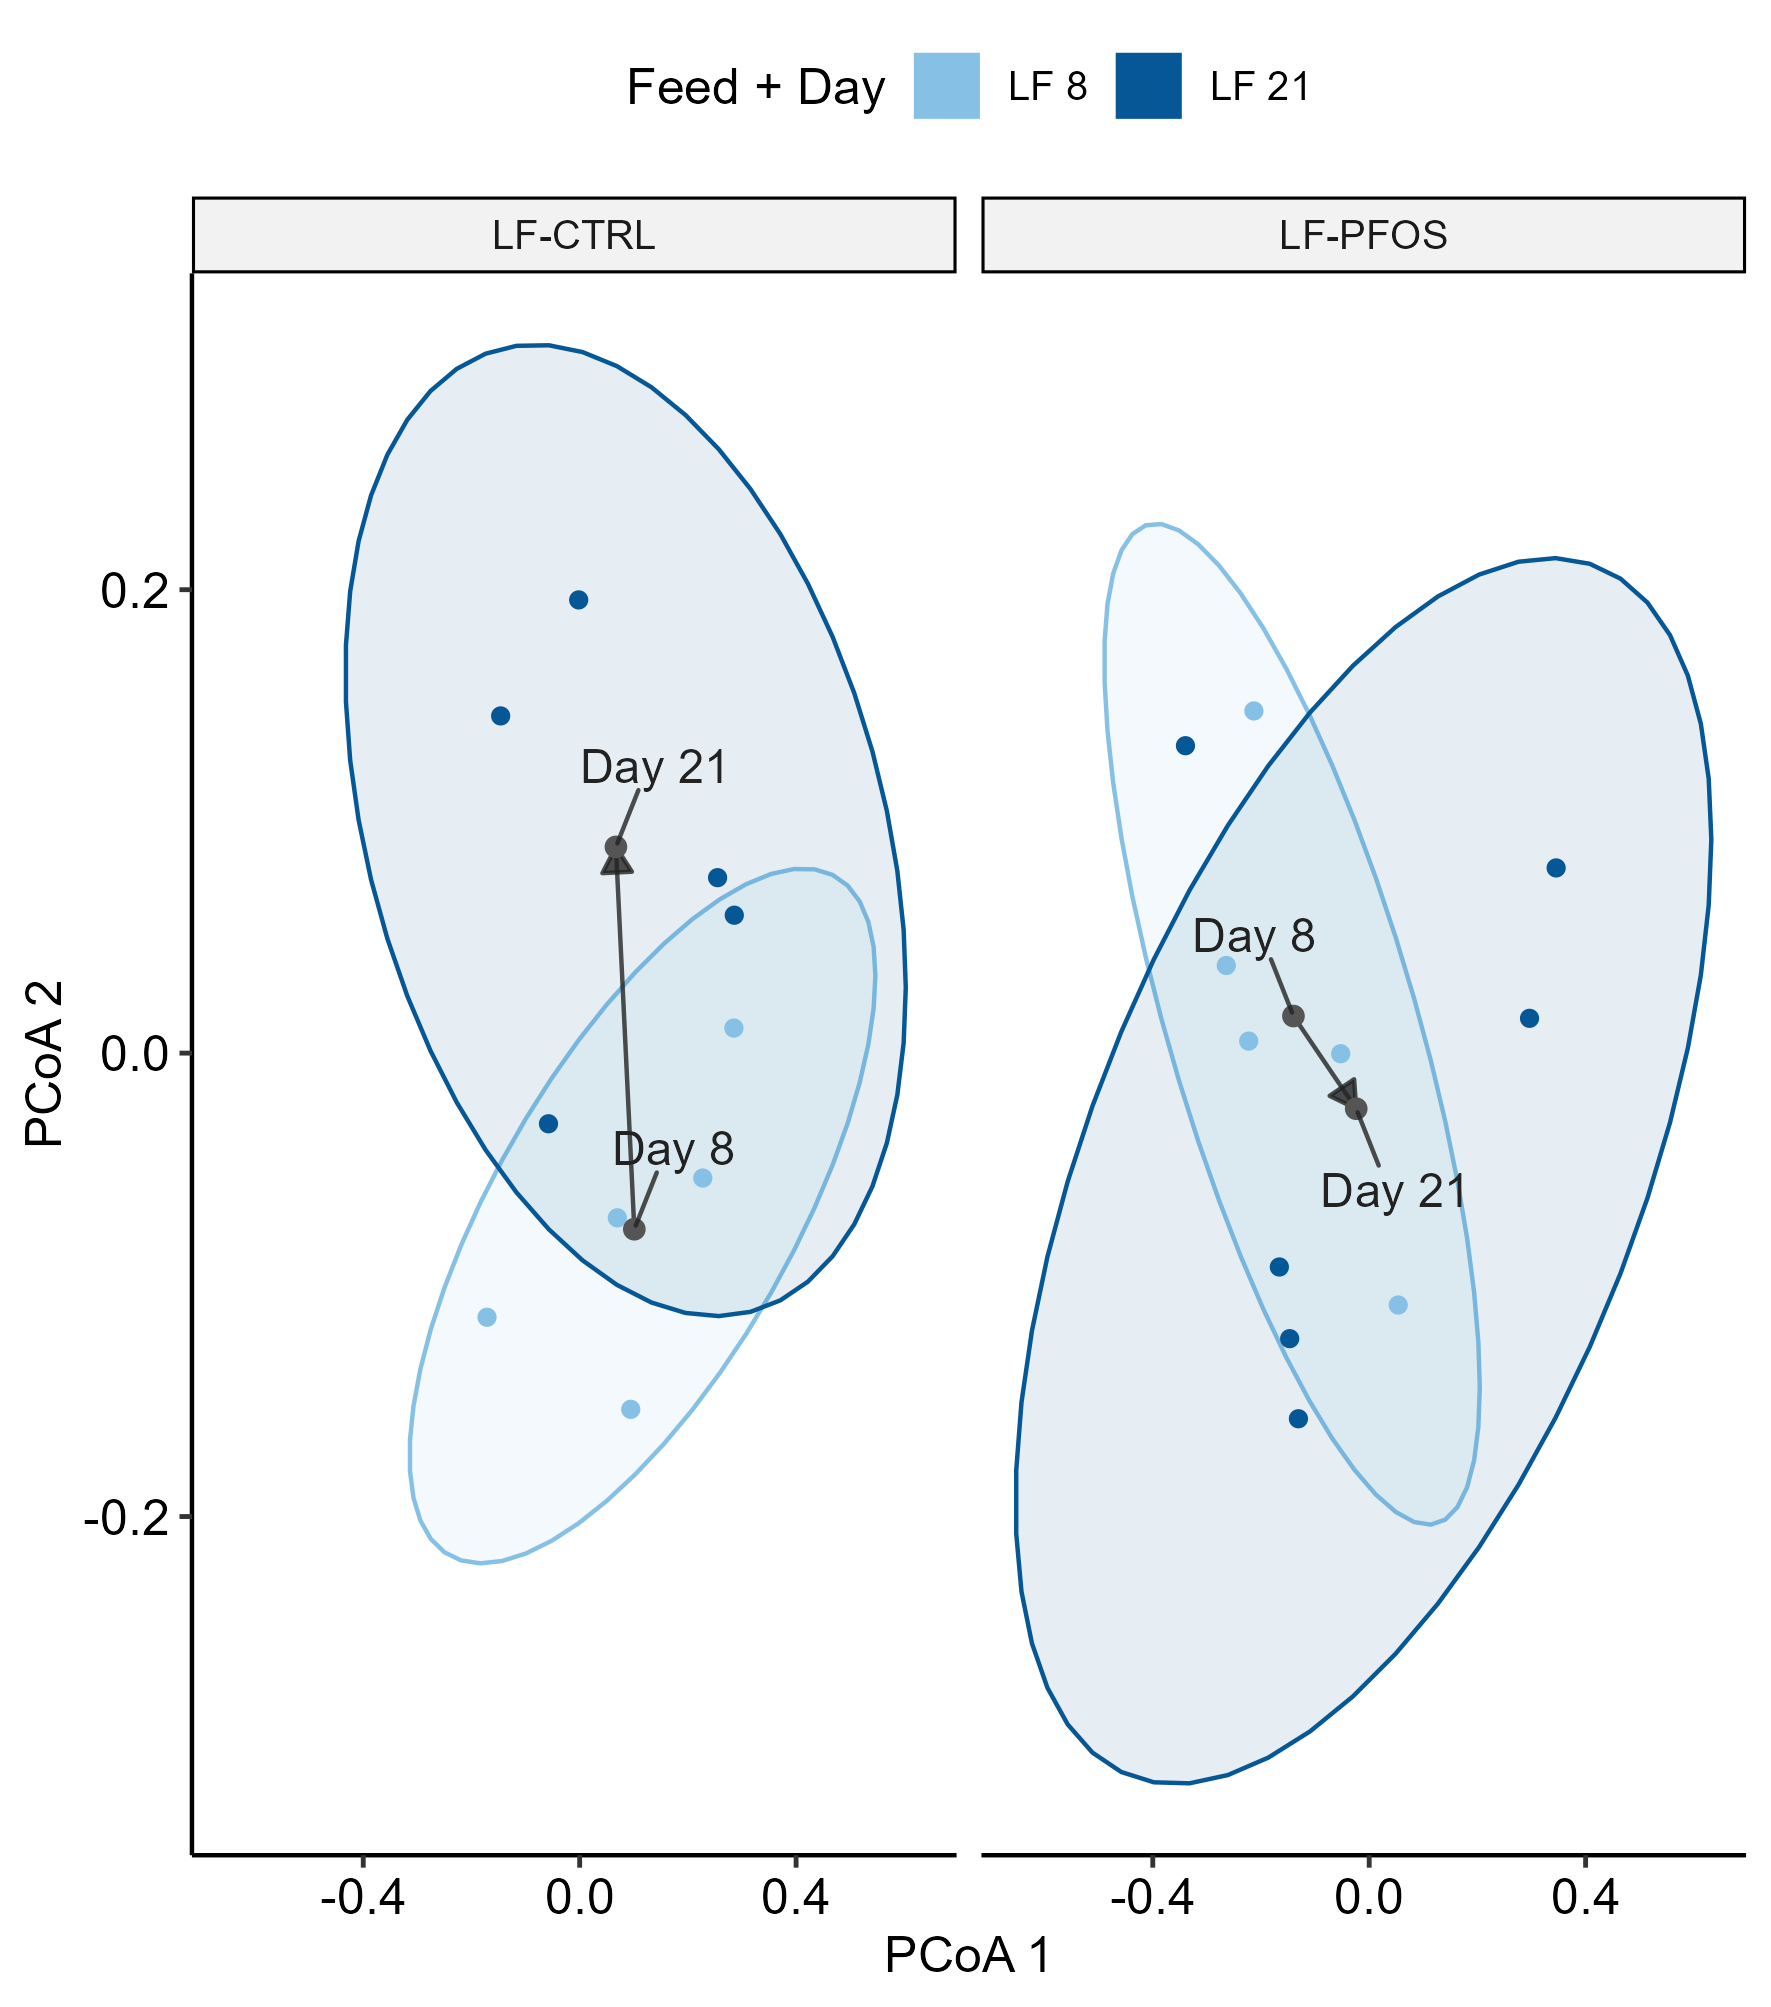 Feed + Day LF 8 LF 21
LF-CTRL LF-PFOS
0.2
Day 21
Day 8
PCoA 2
0.0
Day 8
Day 21
-0.2
-0.4 0.0 0.4 -0.4 0.0 0.4
PCoA 1